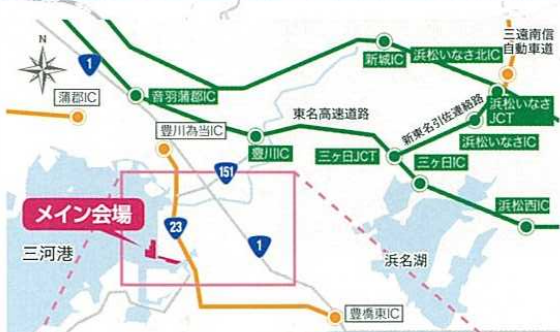 N
1
三遠南信
自動車道
新城IC
浜松いなさ北IC
蒲郡IC
音羽蒲郡IC
東名高速道路
新東名引佐連絡路
浜松いなさ
JCT
浜松いなさIC
豊川為当IC
豊川IC
三ヶ日JCT
三ヶ日IC
151
浜松西IC
メイン会場
23
三河港
1
浜名湖
豊橋東IC